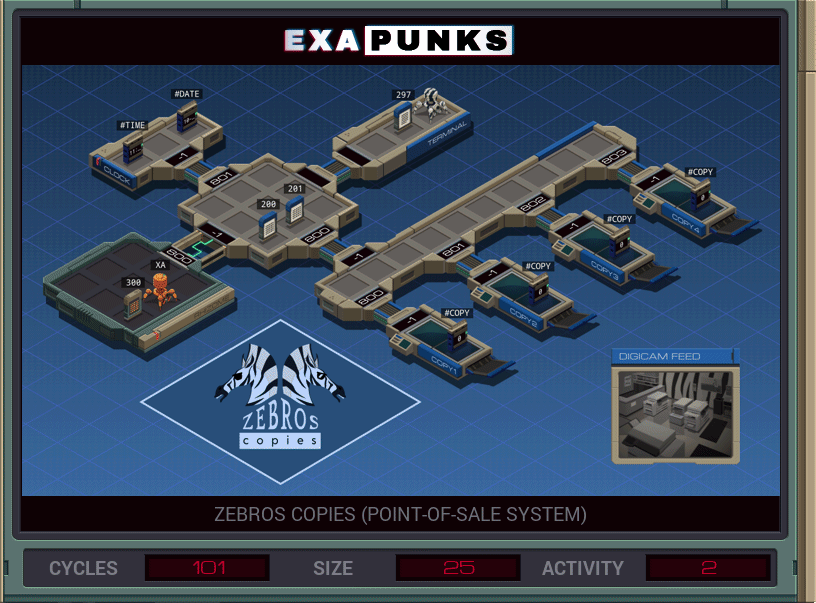 EXAPUNKS
#DATE
297
#TIME
-1
TERMINAL
803
CLOCK
801
-1
#COPY
201
802
200
COPY4
-1
800
#COPY
-1
801
-1
COPY3
800
XA
#COPY
300
-1
800
COPY2
#COPY
-1
COPY1
DIGICAM FEED
ZEBROS
copies
ZEBROS COPIES (POINT-OF-SALE SYSTEM)
CYCLES 101 SIZE 25 ACTIVITY 2